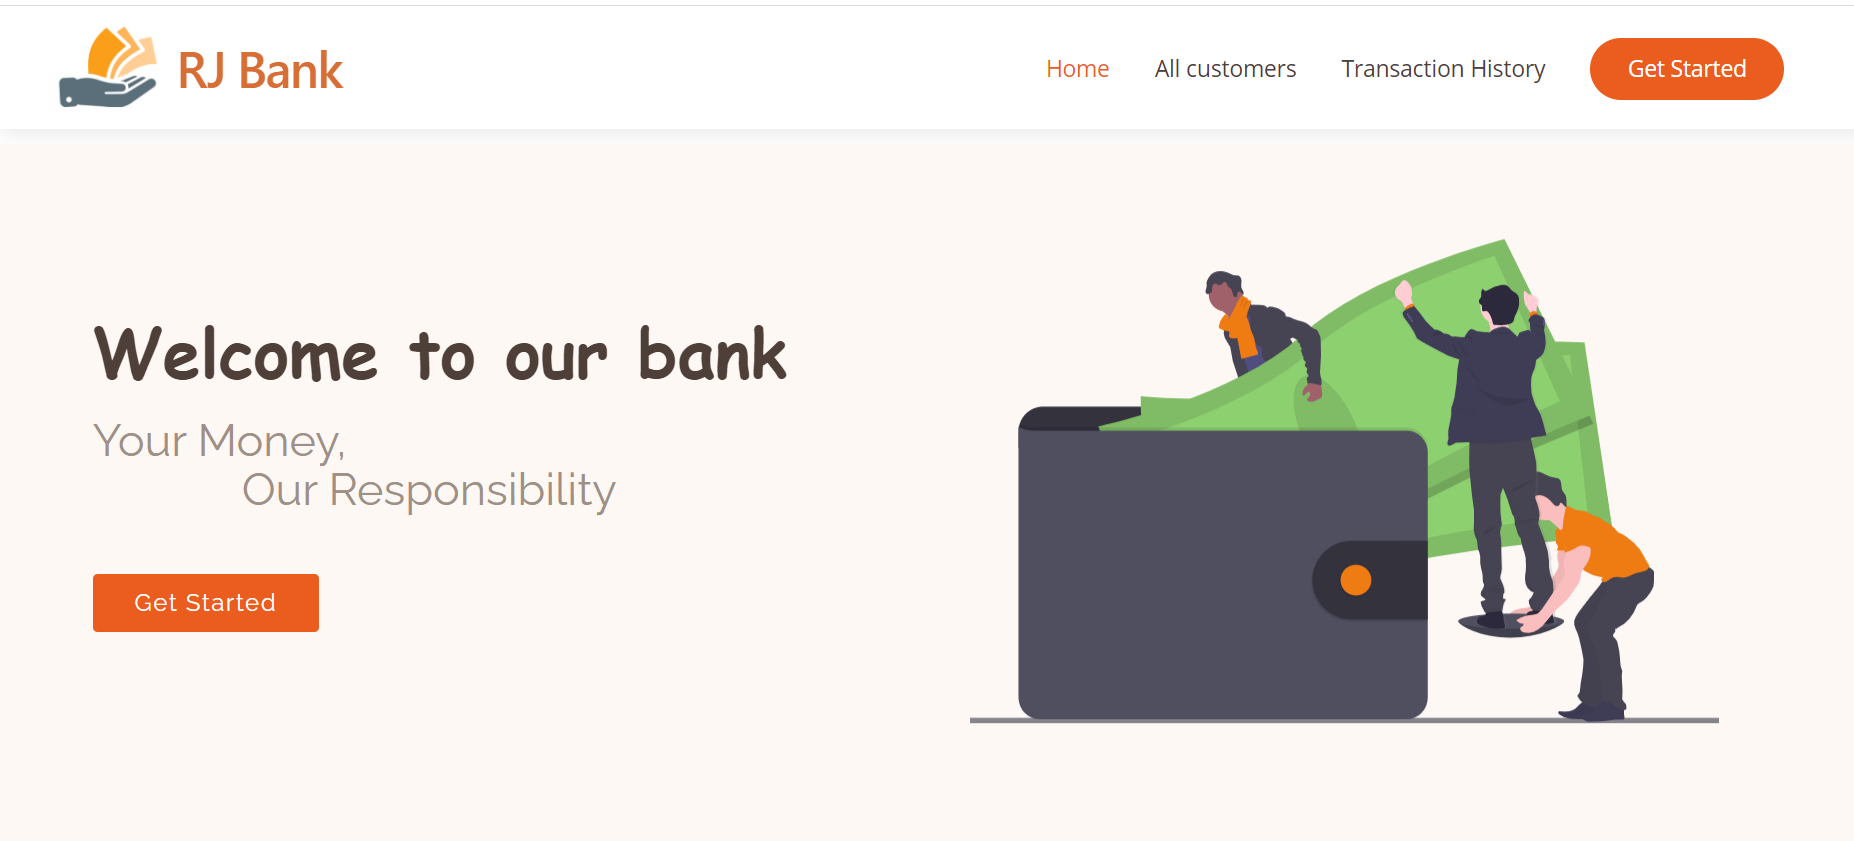 RJ Bank
Home
All customers
Transaction History
Get Started
Welcome to our bank
Your Money,
Our Responsibility
Get Started